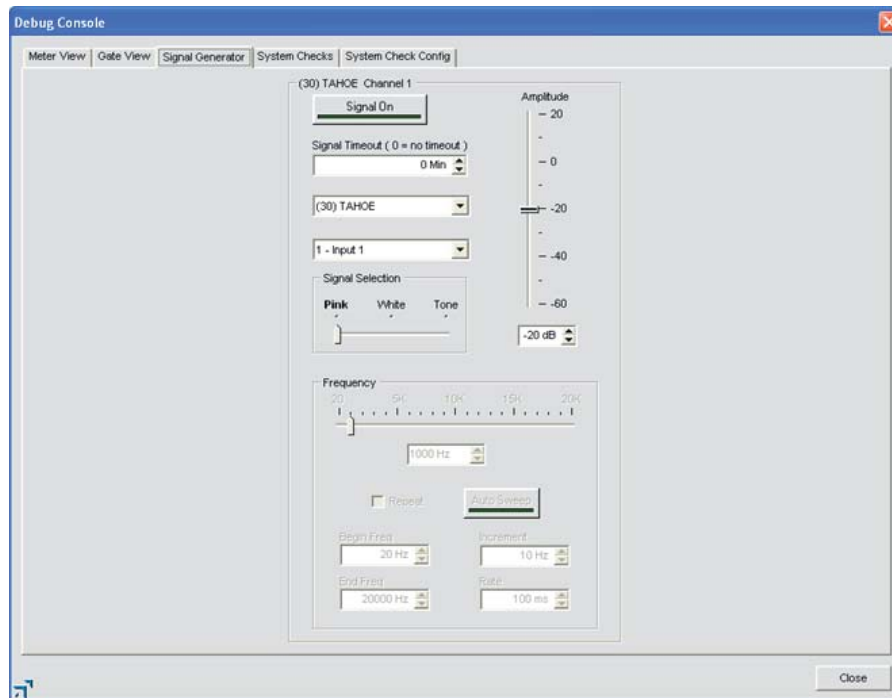 Debug Console
Meter View
Gate View
Signal Generator
System Checks
System Check Config
(30) TAHOE Channel 1
Signal On
Signal Timeout ( 0 = no timeout )
0 Min
(30) TAHOE
1 - Input 1
Signal Selection
Pink White Tone
Amplitude
20
0
-20
-40
-60
-20 dB
Frequency
20 5K 10K 15K 20K
1000 Hz
Repeat
Auto Sweep
Begin Freq
20 Hz
Increment
10 Hz
End Freq
20000 Hz
Rate
100 ms
Close